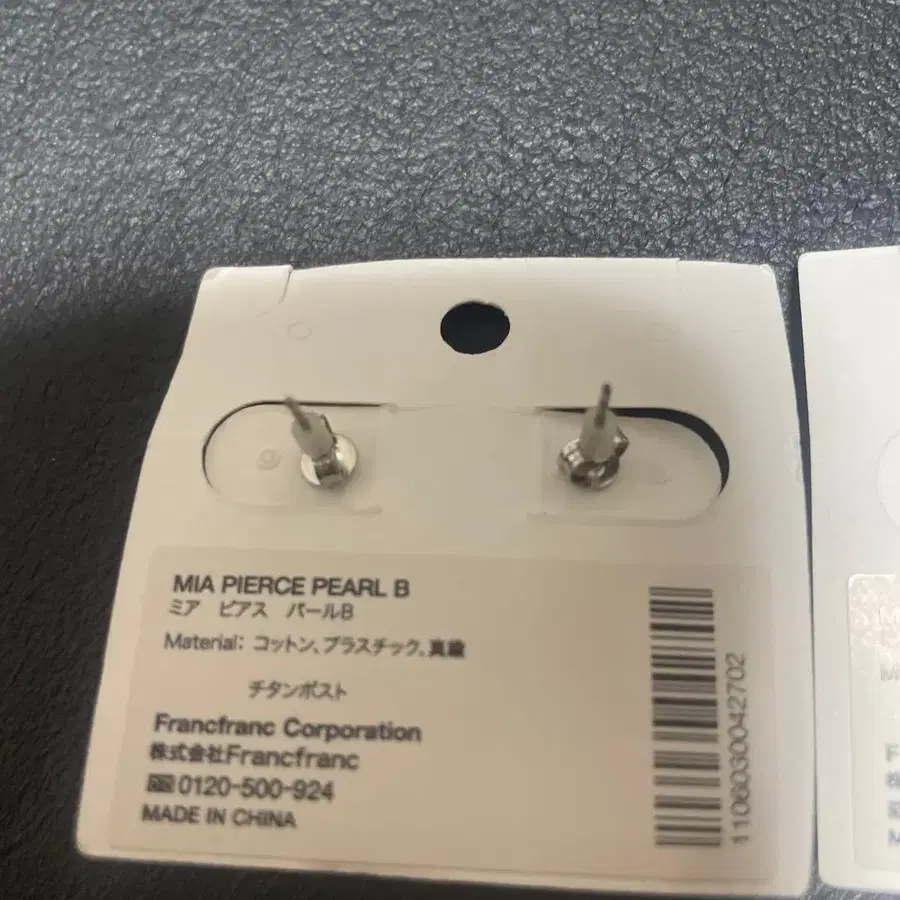 MIA PIERCE PEARL B
ミア ピアス パールB
Material: コットン、プラスチック、真鍮
チタンポスト
Francfranc Corporation
株式会社Francfranc
0120-500-924
MADE IN CHINA
1106030042702